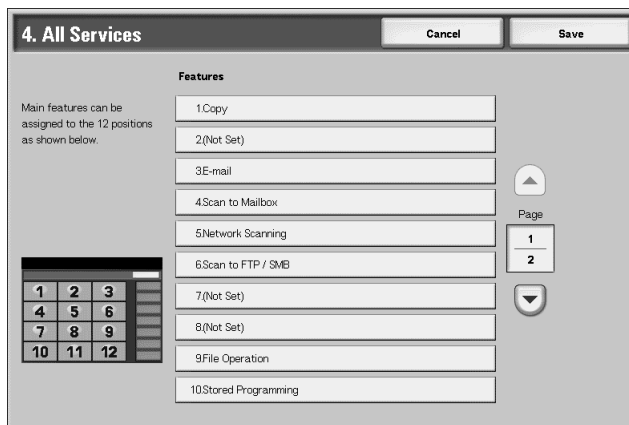 4. All Services
Cancel
Save
Features
Main features can be
assigned to the 12 positions
as shown below.
1.Copy
2.(Not Set)
3.E-mail
4.Scan to Mailbox
5.Network Scanning
6.Scan to FTP / SMB
7.(Not Set)
8.(Not Set)
9.File Operation
10.Stored Programming
Page
1
2
1 2 3
4 5 6
7 8 9
10 11 12